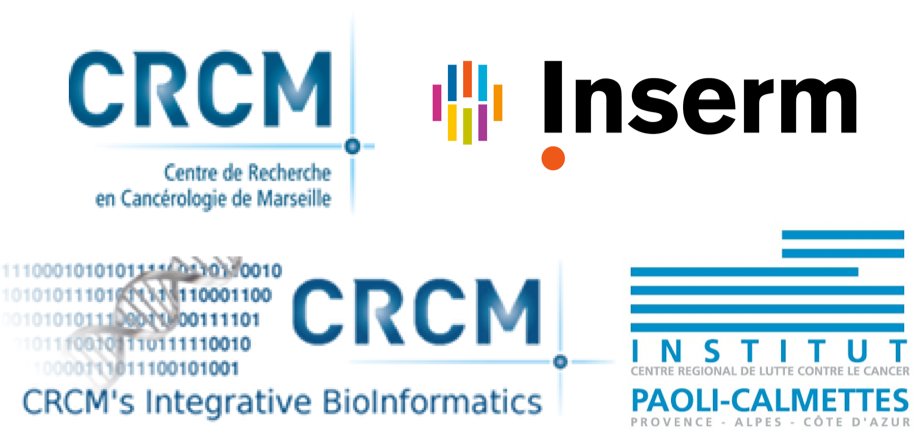 CRCM
Centre de Recherche
en Cancérologie de Marseille
Inserm
CRCM
CRCM's Integrative BioInformatics
INSTITUT
CENTRE REGIONAL DE LUTTE CONTRE LE CANCER
PAOLI-CALMETTES
PROVENCE - ALPES - CÔTE D'AZUR